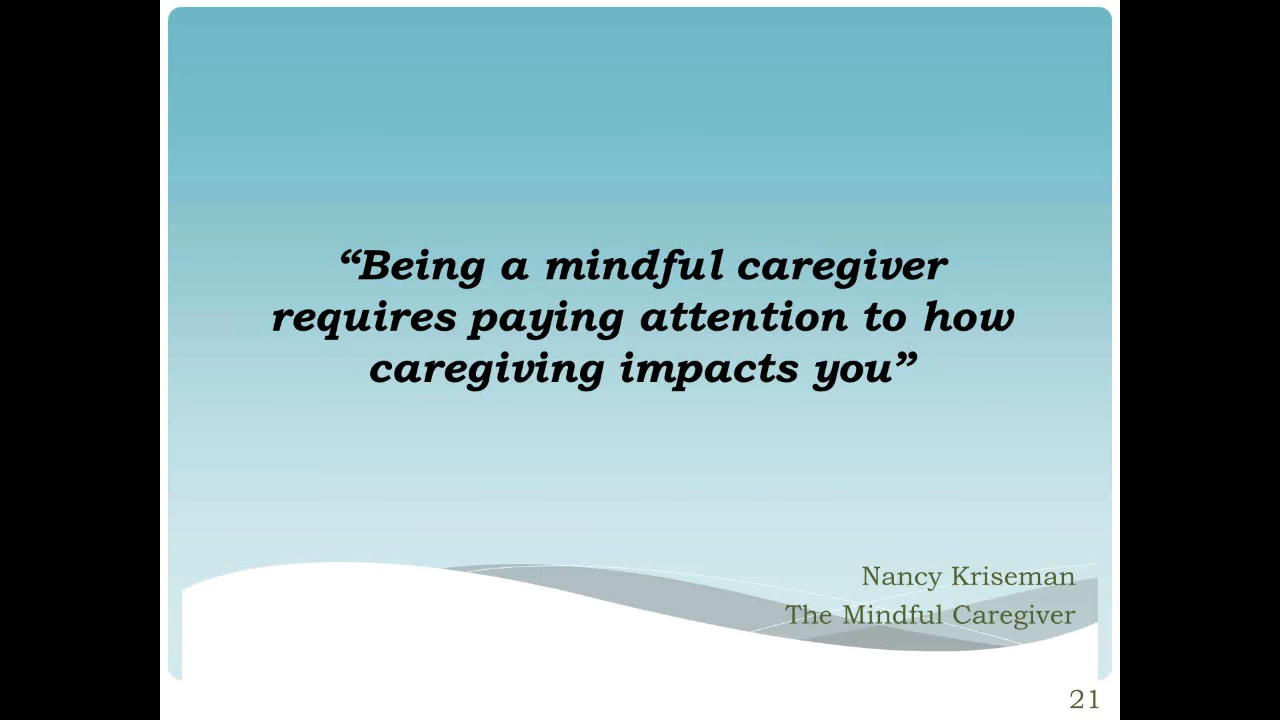 “Being a mindful caregiver
requires paying attention to how
caregiving impacts you”
Nancy Kriseman
The Mindful Caregiver
21